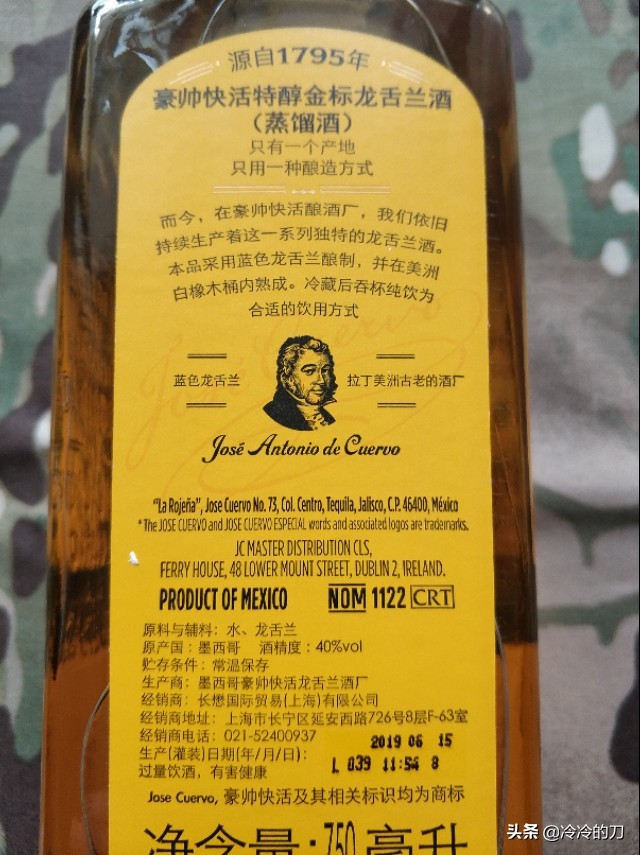 源自1795年
豪帅快活特醇金标龙舌兰酒
（蒸馏酒）
只有一个产地
只用一种酿造方式
而今，在豪帅快活酿酒厂，我们依旧
持续生产着这一系列独特的龙舌兰酒。
本品采用蓝色龙舌兰酿制，并在美洲
白橡木桶内熟成。冷藏后吞杯纯饮为
合适的饮用方式
蓝色龙舌兰
拉丁美洲古老的酒厂
José Antonio de Cuervo
"La Rojeña", Jose Cuervo No. 73, Col. Centro, Tequila, Jalisco, C.P. 46400, México
* The JOSE CUERVO and JOSE CUERVO ESPECIAL words and associated logos are trademarks.
JC MASTER DISTRIBUTION CLS,
FERRY HOUSE, 48 LOWER MOUNT STREET, DUBLIN 2, IRELAND.
PRODUCT OF MEXICO NOM 1122 CRT
原料与辅料：水、龙舌兰
原产国：墨西哥 酒精度：40%vol
贮存条件：常温保存
生产商：墨西哥豪帅快活龙舌兰酒厂
经销商：长懋国际贸易(上海)有限公司
经销商地址：上海市长宁区延安西路726号8层F-63室
经销商电话：021-52400937
生产(灌装)日期(年/月/日)： 2019 06 15
过量饮酒，有害健康 L 039 11:54 8
Jose Cuervo, 豪帅快活及其相关标识均为商标
净含量：750毫升
头条 @冷冷的刀